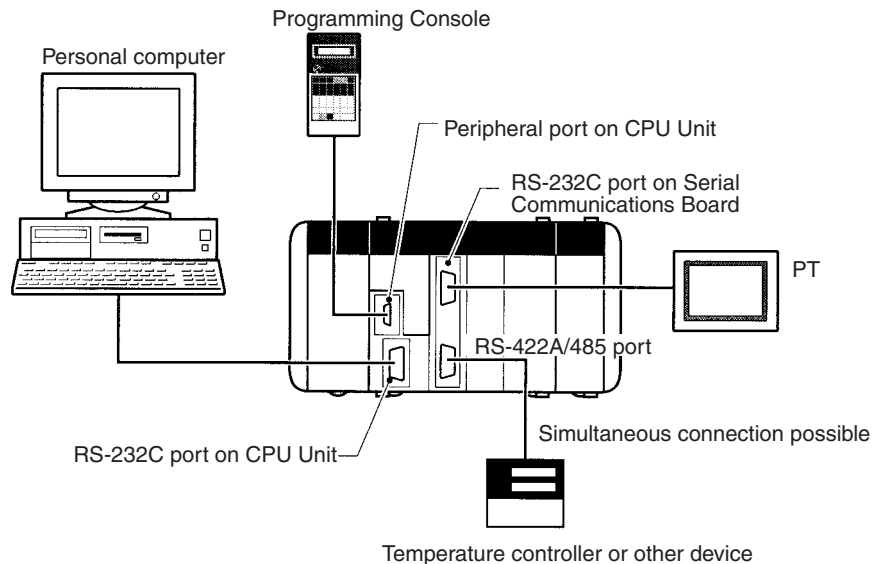 Programming Console
Personal computer
Peripheral port on CPU Unit
RS-232C port on Serial
Communications Board
PT
RS-422A/485 port
Simultaneous connection possible
RS-232C port on CPU Unit
Temperature controller or other device